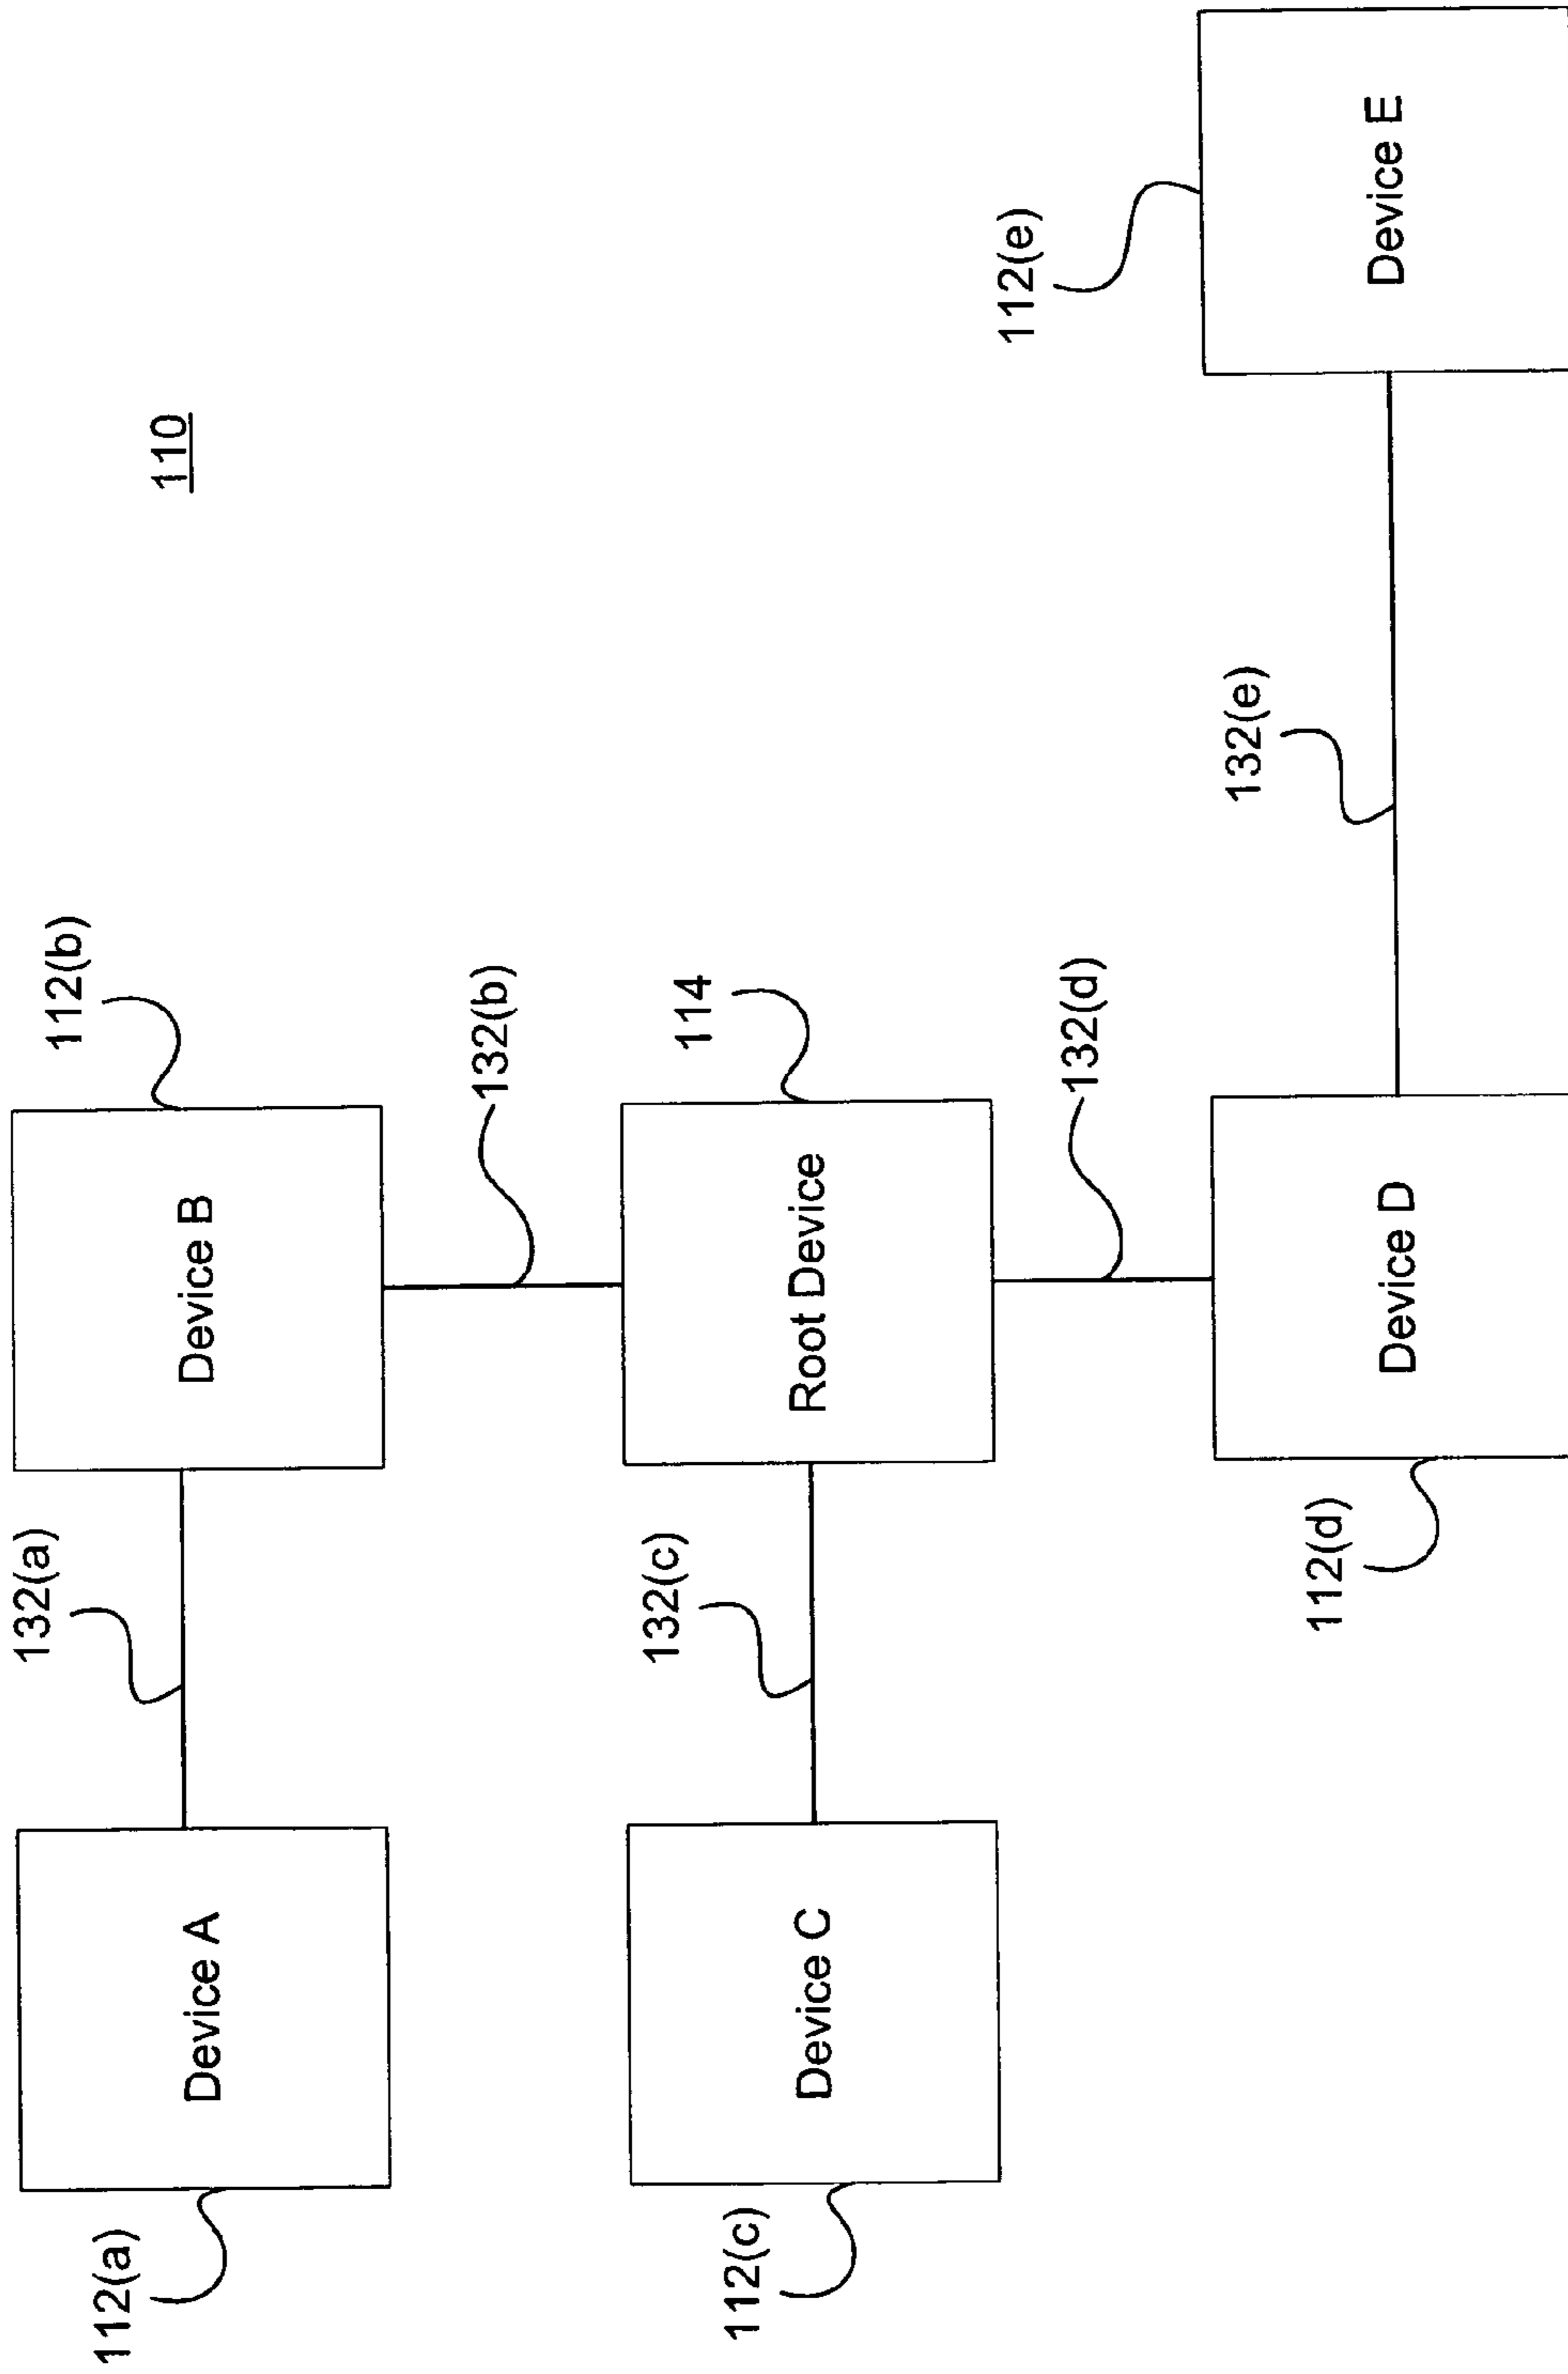 110
132(a)
112(b)
112(a)
Device A
Device B
132(b)
132(c)
114
112(c)
Device C
Root Device
132(d)
112(e)
132(e)
112(d)
Device D
Device E